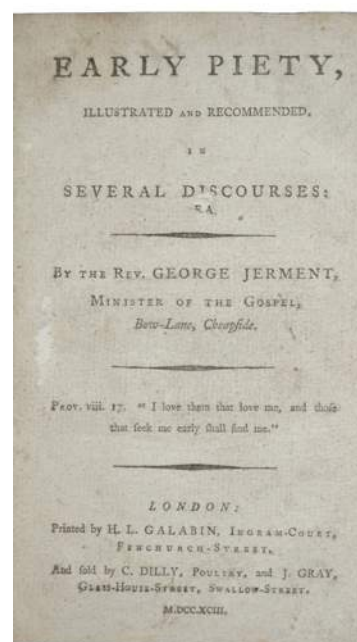 EARLY PIETY,
ILLUSTRATED AND RECOMMENDED,
IN
SEVERAL DISCOURSES:
BY THE REV. GEORGE JERMENT,
MINISTER OF THE GOSPEL,
Bow-Lane, Cheapſide.
PROV. viii. 17. " I love them that love me, and thoſe
that ſeek me early ſhall find me."
LONDON:
Printed by H. L. GALABIN, INGRAM-COURT,
FENCHURCH-STREET,
And ſold by C. DILLY, POULTRY, and J. GRAY,
GLASS-HOUSE-STREET, SWALLOW-STREET.
M.DCC.XCIII.